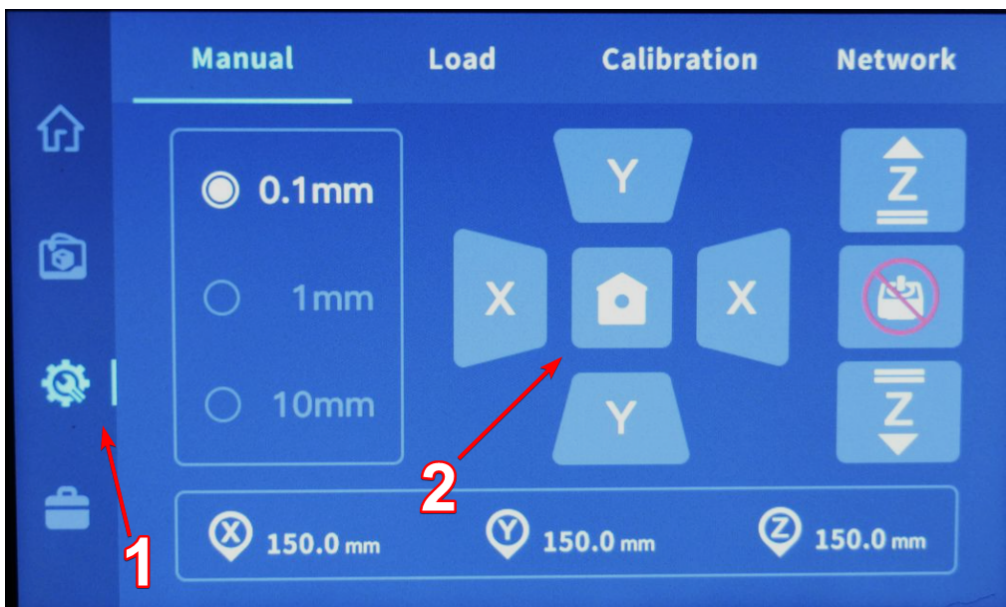 Manual Load Calibration Network
0.1mm
1mm
10mm
Y
X
X
Y
Z
Z
2
1
X 150.0 mm
Y 150.0 mm
Z 150.0 mm